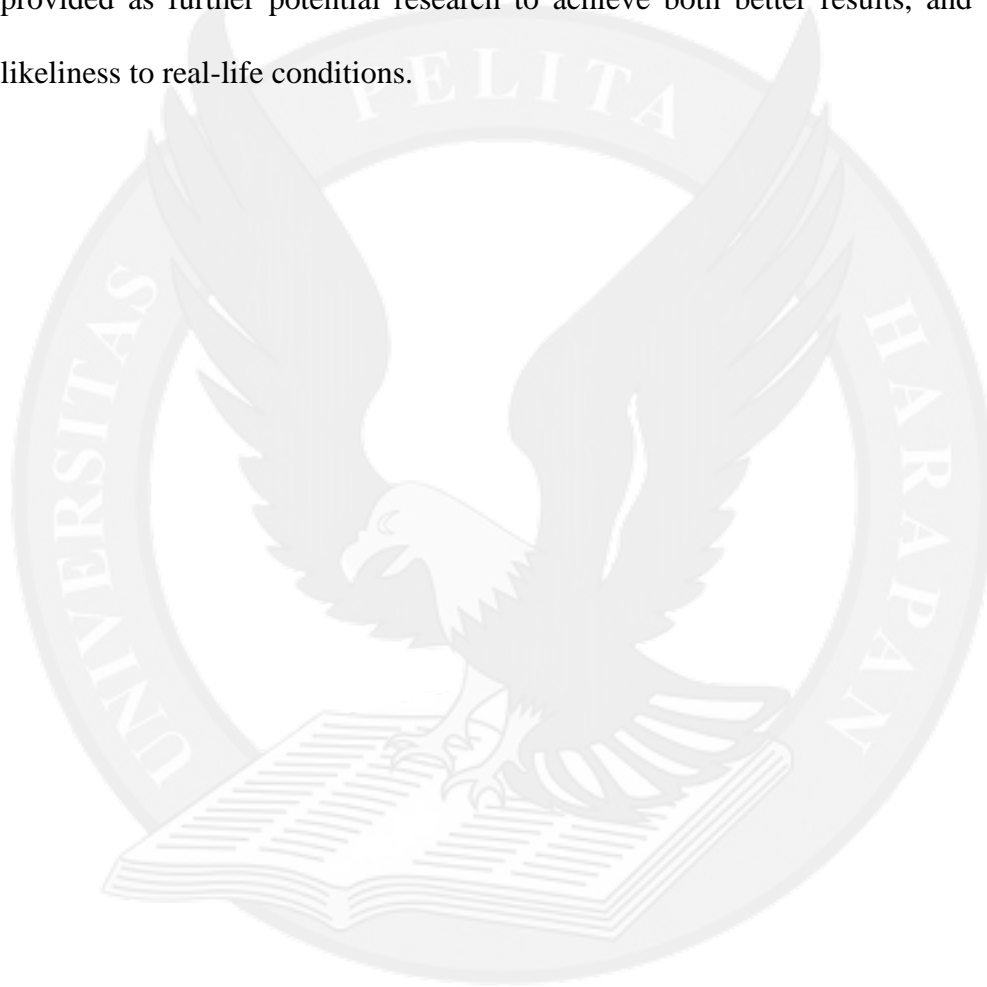 provided as further potential research to achieve both better results, and
likeliness to real-life conditions.
UNIVERSITAS PELITA HARAPAN